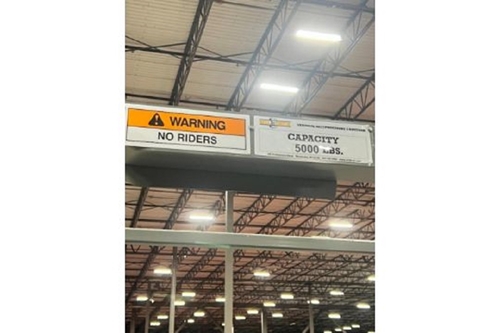 WARNING
NO RIDERS
CAPACITY
5000 LBS.